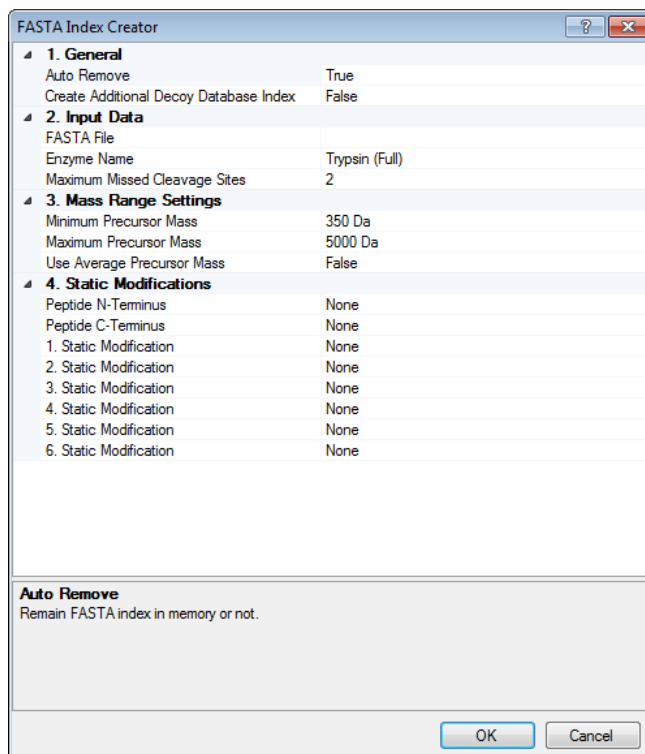 FASTA Index Creator
1. General
Auto Remove True
Create Additional Decoy Database Index False
2. Input Data
FASTA File
Enzyme Name Trypsin (Full)
Maximum Missed Cleavage Sites 2
3. Mass Range Settings
Minimum Precursor Mass 350 Da
Maximum Precursor Mass 5000 Da
Use Average Precursor Mass False
4. Static Modifications
Peptide N-Terminus None
Peptide C-Terminus None
1. Static Modification None
2. Static Modification None
3. Static Modification None
4. Static Modification None
5. Static Modification None
6. Static Modification None
Auto Remove
Remain FASTA index in memory or not.
OK Cancel